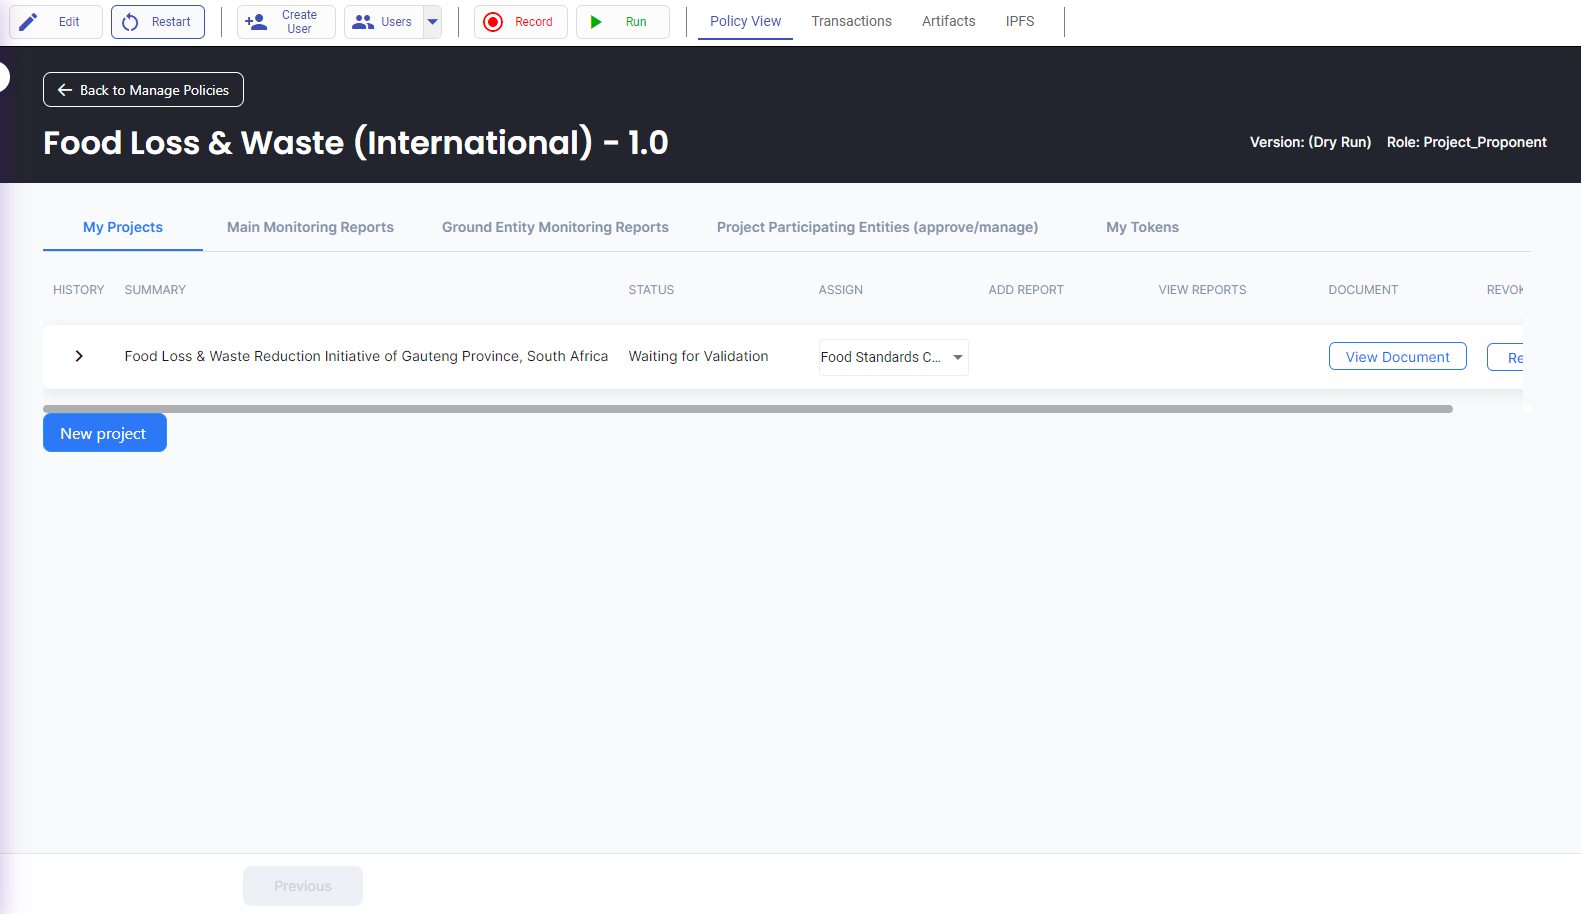 Edit
Restart
Create
User
Users
Record
Run
Policy View
Transactions
Artifacts
IPFS
Back to Manage Policies
Food Loss & Waste (International) - 1.0
Version: (Dry Run) Role: Project_Proponent
My Projects
Main Monitoring Reports
Ground Entity Monitoring Reports
Project Participating Entities (approve/manage)
My Tokens
HISTORY SUMMARY STATUS ASSIGN ADD REPORT VIEW REPORTS DOCUMENT REVOK
Food Loss & Waste Reduction Initiative of Gauteng Province, South Africa Waiting for Validation Food Standards C... View Document Re
New project
Previous